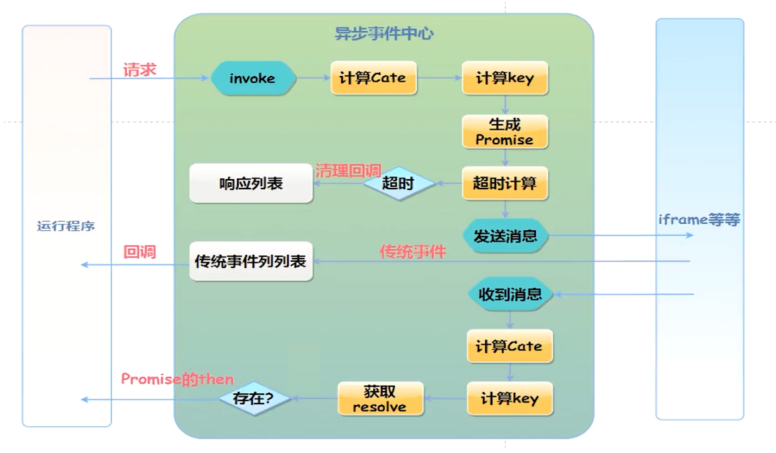 异步事件中心
请求
invoke
计算Cate
计算key
生成
Promise
清理回调
响应列表
超时
超时计算
运行程序
iframe等等
发送消息
回调
传统事件列列表
传统事件
收到消息
计算Cate
Promise的then
存在?
获取
resolve
计算key